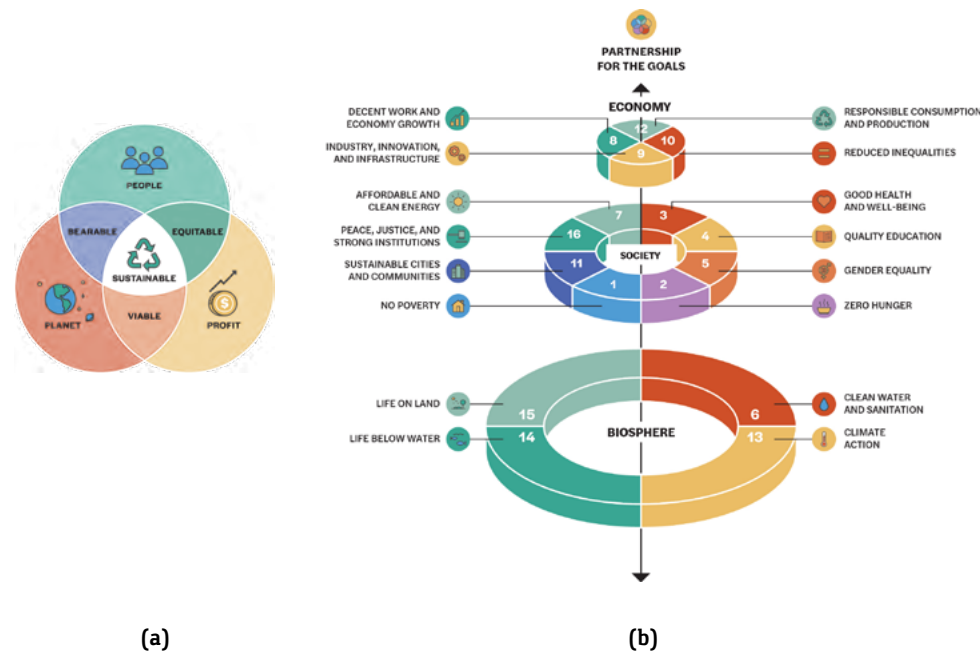 PEOPLE
BEARABLE
EQUITABLE
SUSTAINABLE
PLANET
VIABLE
PROFIT
$
(a)
PARTNERSHIP
FOR THE GOALS
ECONOMY
DECENT WORK AND
ECONOMY GROWTH
INDUSTRY, INNOVATION,
AND INFRASTRUCTURE
12
8
10
9
RESPONSIBLE CONSUMPTION
AND PRODUCTION
REDUCED INEQUALITIES
AFFORDABLE AND
CLEAN ENERGY
PEACE, JUSTICE, AND
STRONG INSTITUTIONS
SUSTAINABLE CITIES
AND COMMUNITIES
NO POVERTY
7
3
16
4
SOCIETY
11
5
1
2
GOOD HEALTH
AND WELL-BEING
QUALITY EDUCATION
GENDER EQUALITY
ZERO HUNGER
LIFE ON LAND
LIFE BELOW WATER
15
6
BIOSPHERE
14
13
CLEAN WATER
AND SANITATION
CLIMATE
ACTION
(b)